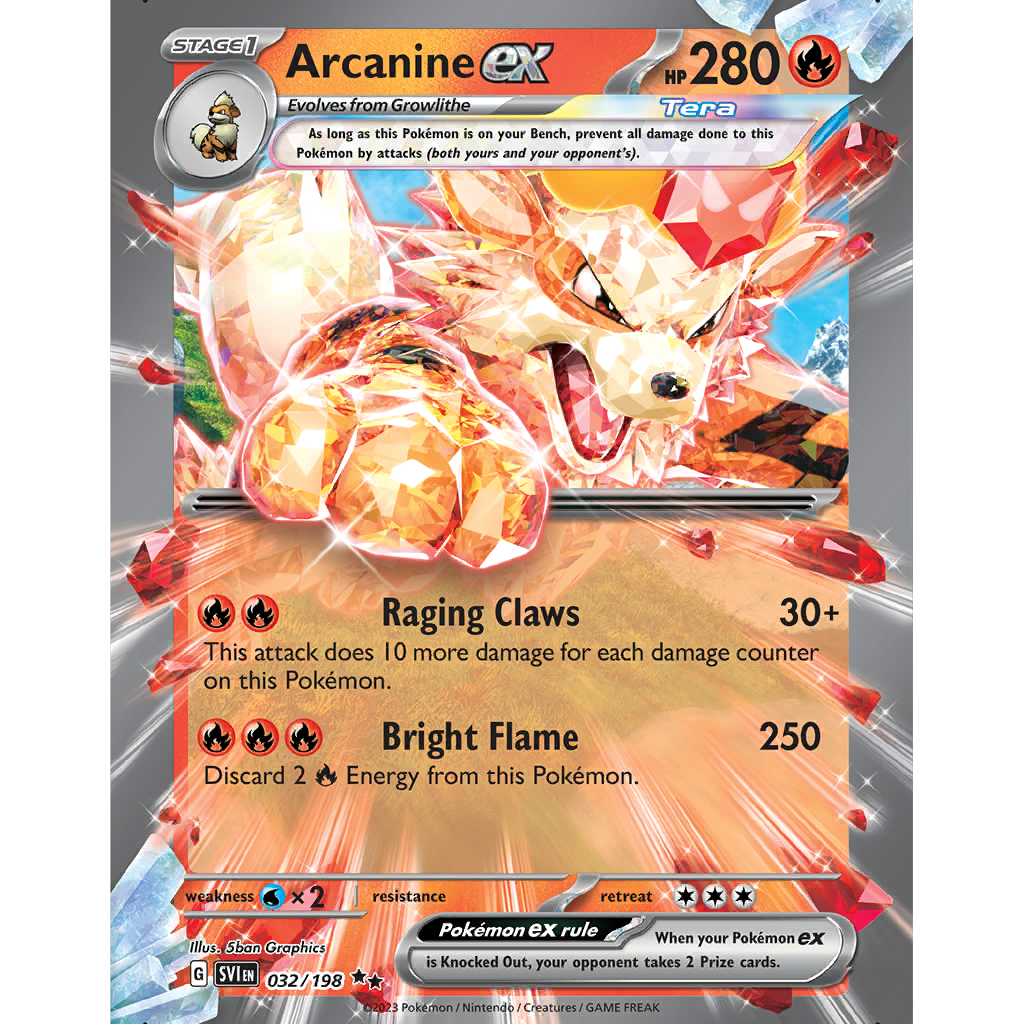 STAGE1
Arcanine ex
HP 280
Evolves from Growlithe
Tera
As long as this Pokémon is on your Bench, prevent all damage done to this
Pokémon by attacks (both yours and your opponent's).
Raging Claws 30+
This attack does 10 more damage for each damage counter
on this Pokémon.
Bright Flame 250
Discard 2 Energy from this Pokémon.
weakness ×2 resistance retreat
Pokémon ex rule
When your Pokémon ex
is Knocked Out, your opponent takes 2 Prize cards.
Illus. 5ban Graphics
G SVI EN 032/198
©2023 Pokémon / Nintendo / Creatures / GAME FREAK